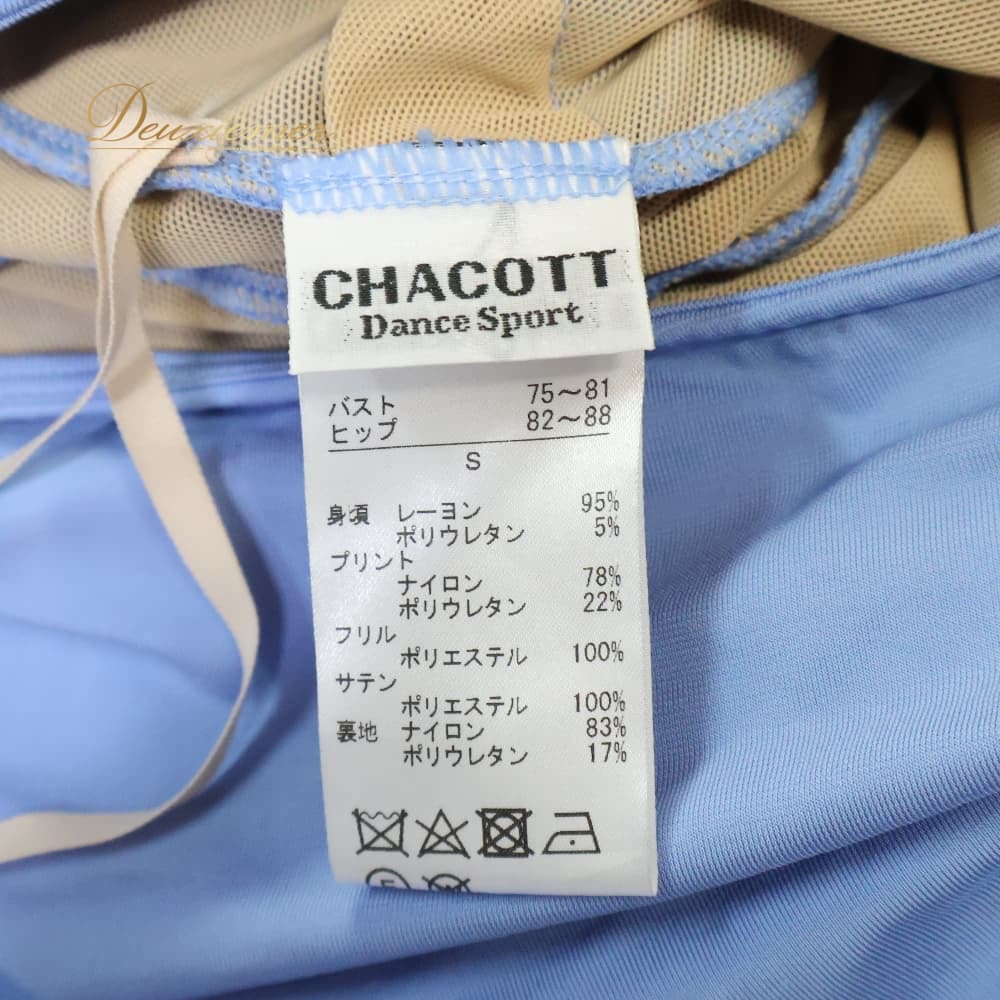 CHACOTT
Dance Sport
バスト 75～81
ヒップ 82～88
S
身頃 レーヨン 95%
ポリウレタン 5%
プリント
ナイロン 78%
ポリウレタン 22%
フリル
ポリエステル 100%
サテン
ポリエステル 100%
裏地 ナイロン 83%
ポリウレタン 17%